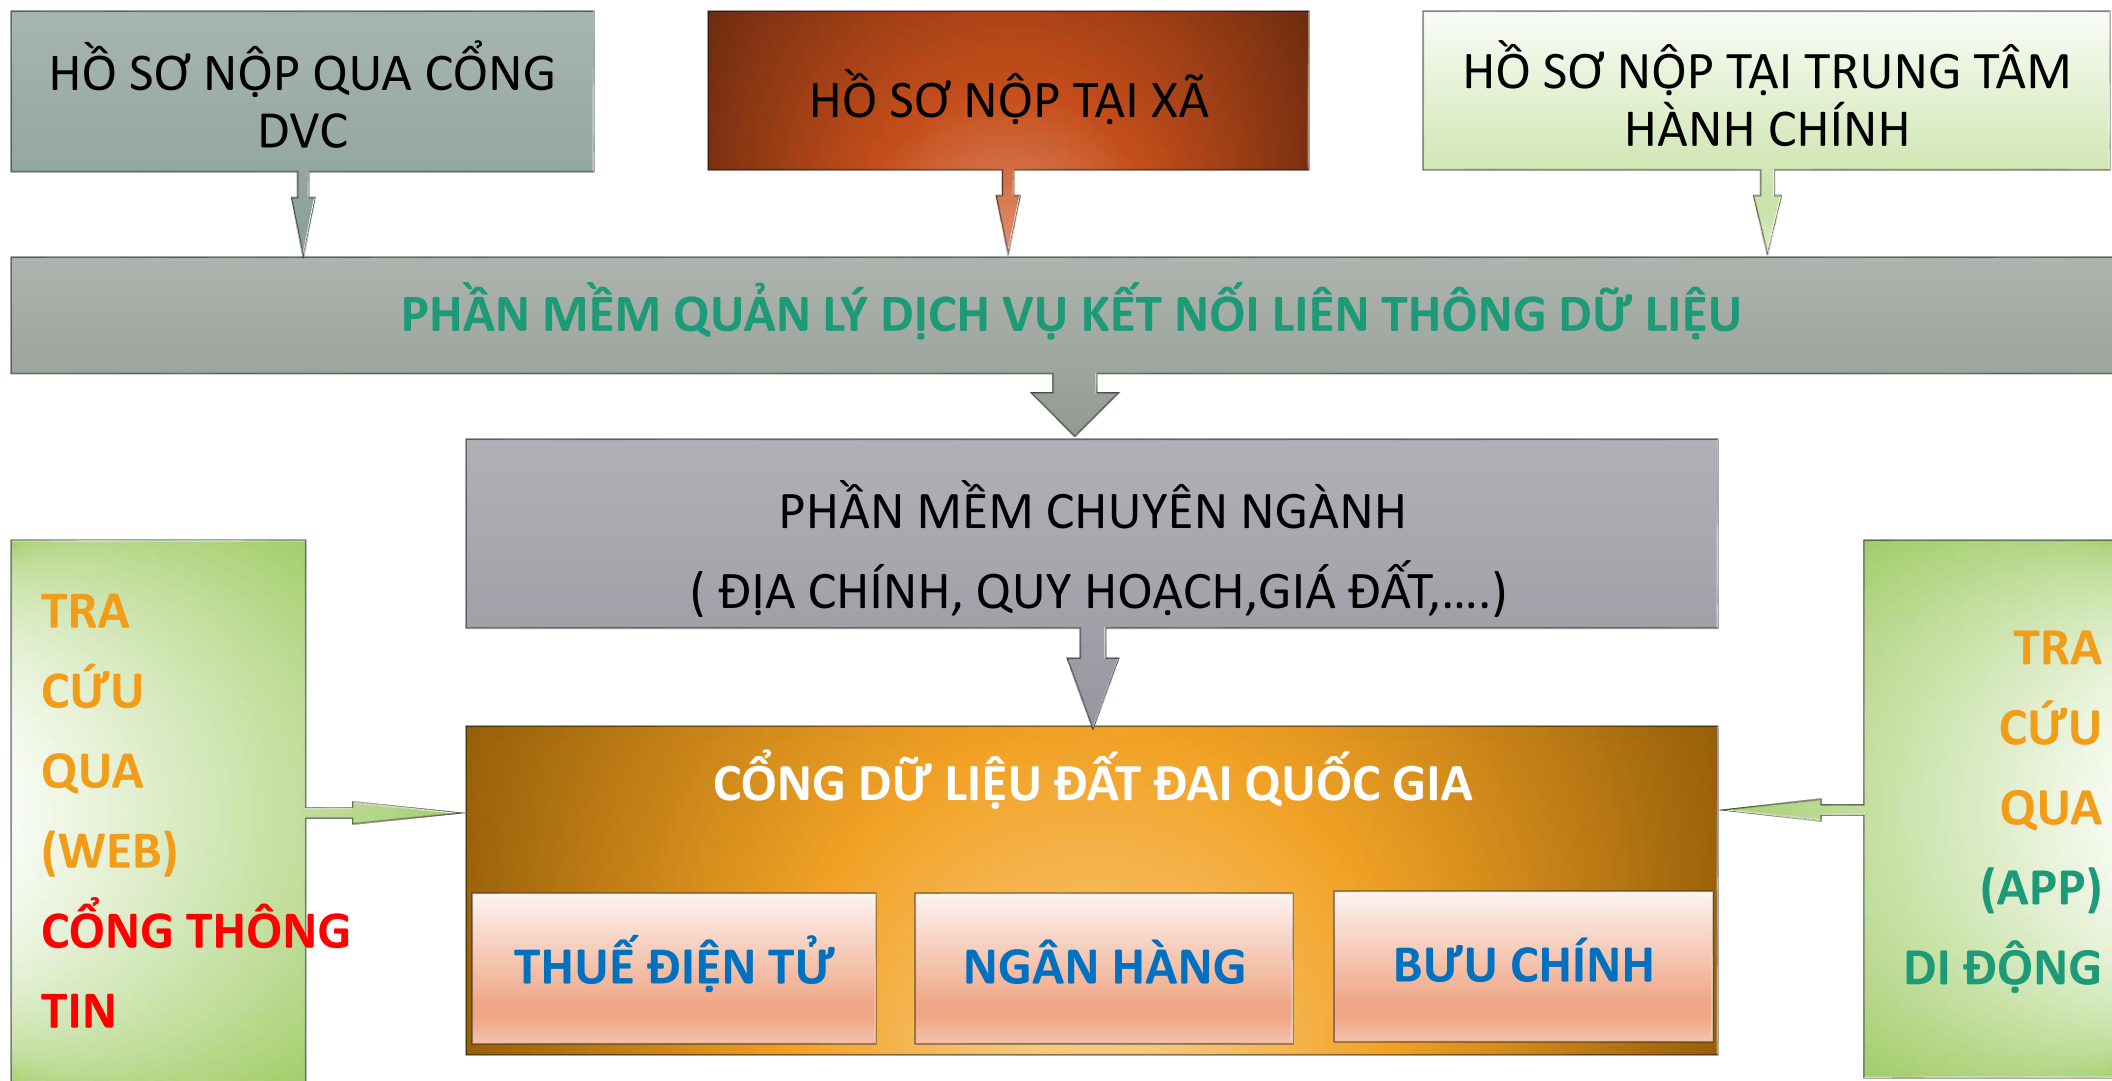 HỒ SƠ NỘP QUA CỔNG
DVC
HỒ SƠ NỘP TẠI XÃ
HỒ SƠ NỘP TẠI TRUNG TÂM
HÀNH CHÍNH
PHẦN MỀM QUẢN LÝ DỊCH VỤ KẾT NỐI LIÊN THÔNG DỮ LIỆU
PHẦN MỀM CHUYÊN NGÀNH
( ĐỊA CHÍNH, QUY HOẠCH,GIÁ ĐẤT,....)
TRA
CỨU
QUA
(WEB)
CỔNG THÔNG
TIN
CỔNG DỮ LIỆU ĐẤT ĐAI QUỐC GIA
THUẾ ĐIỆN TỬ
NGÂN HÀNG
BƯU CHÍNH
TRA
CỨU
QUA
(APP)
DI ĐỘNG